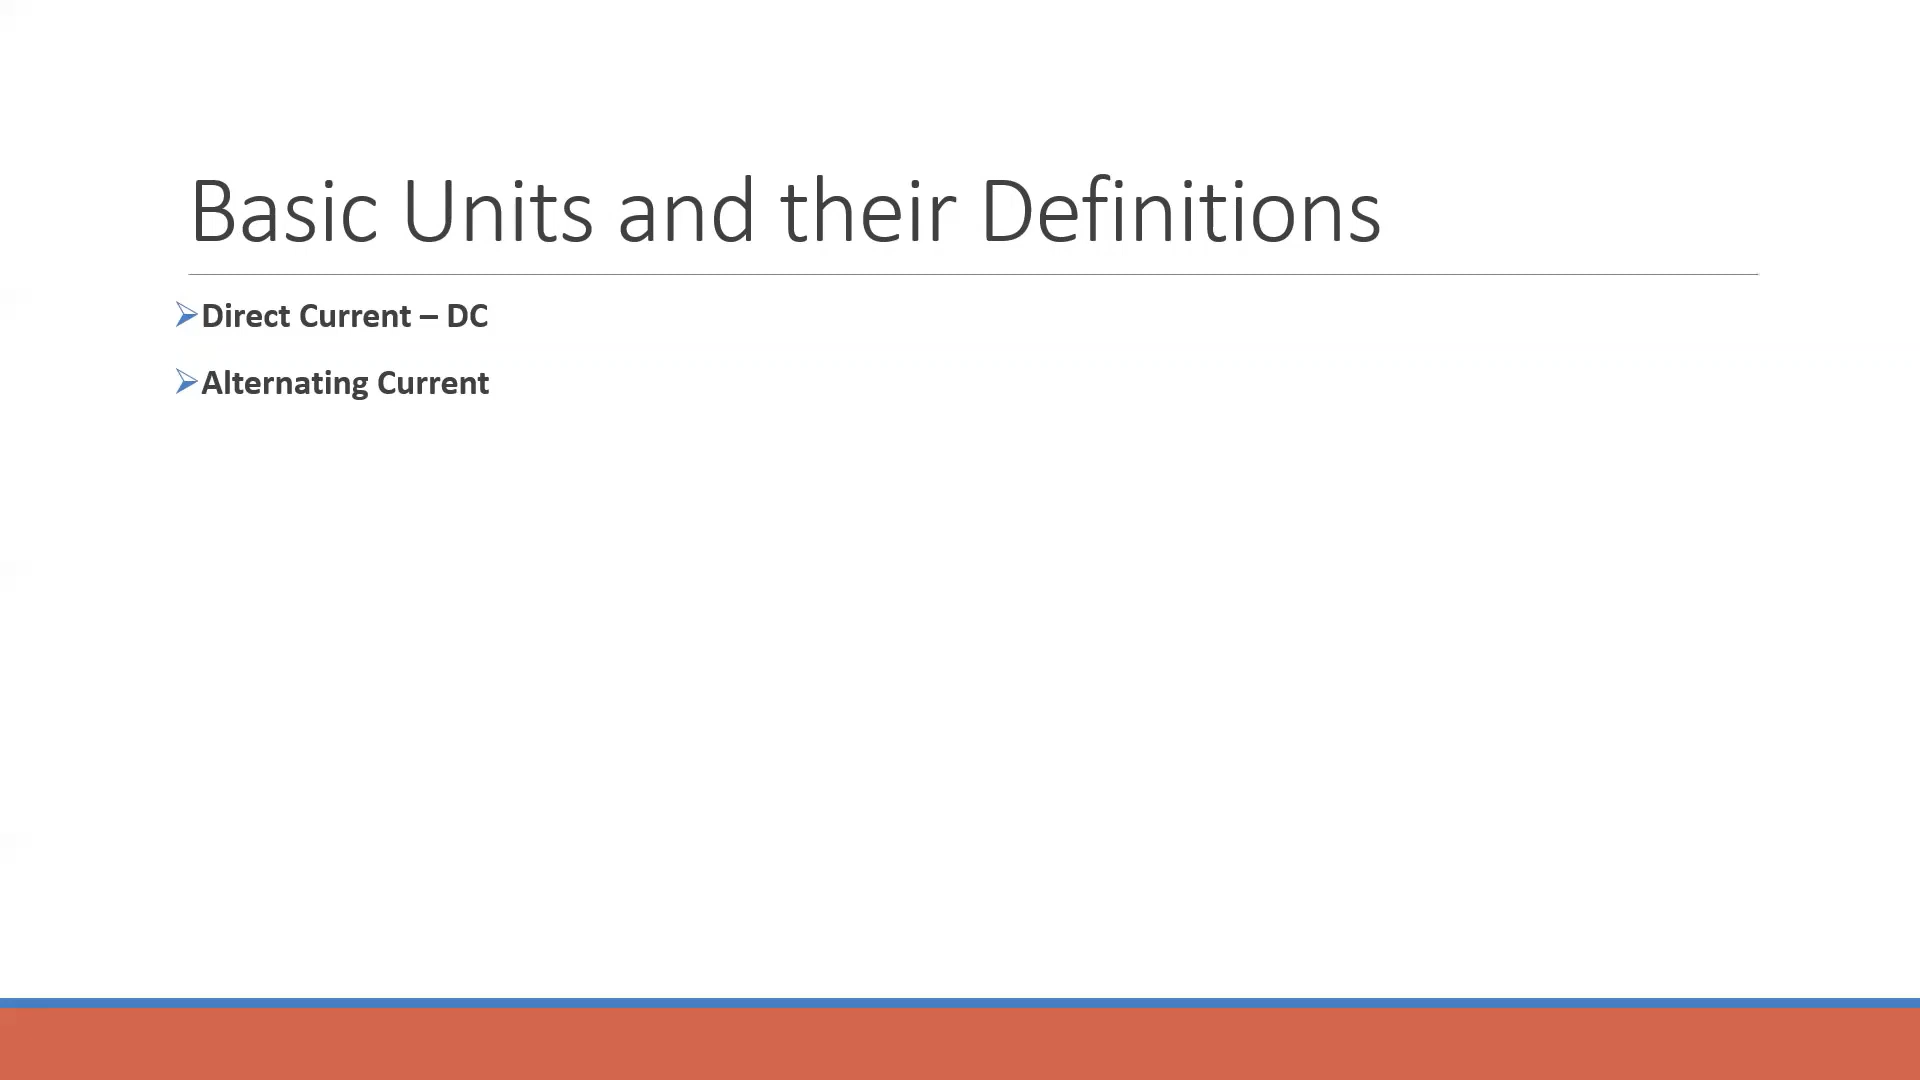 Basic Units and their Definitions
Direct Current – DC
Alternating Current